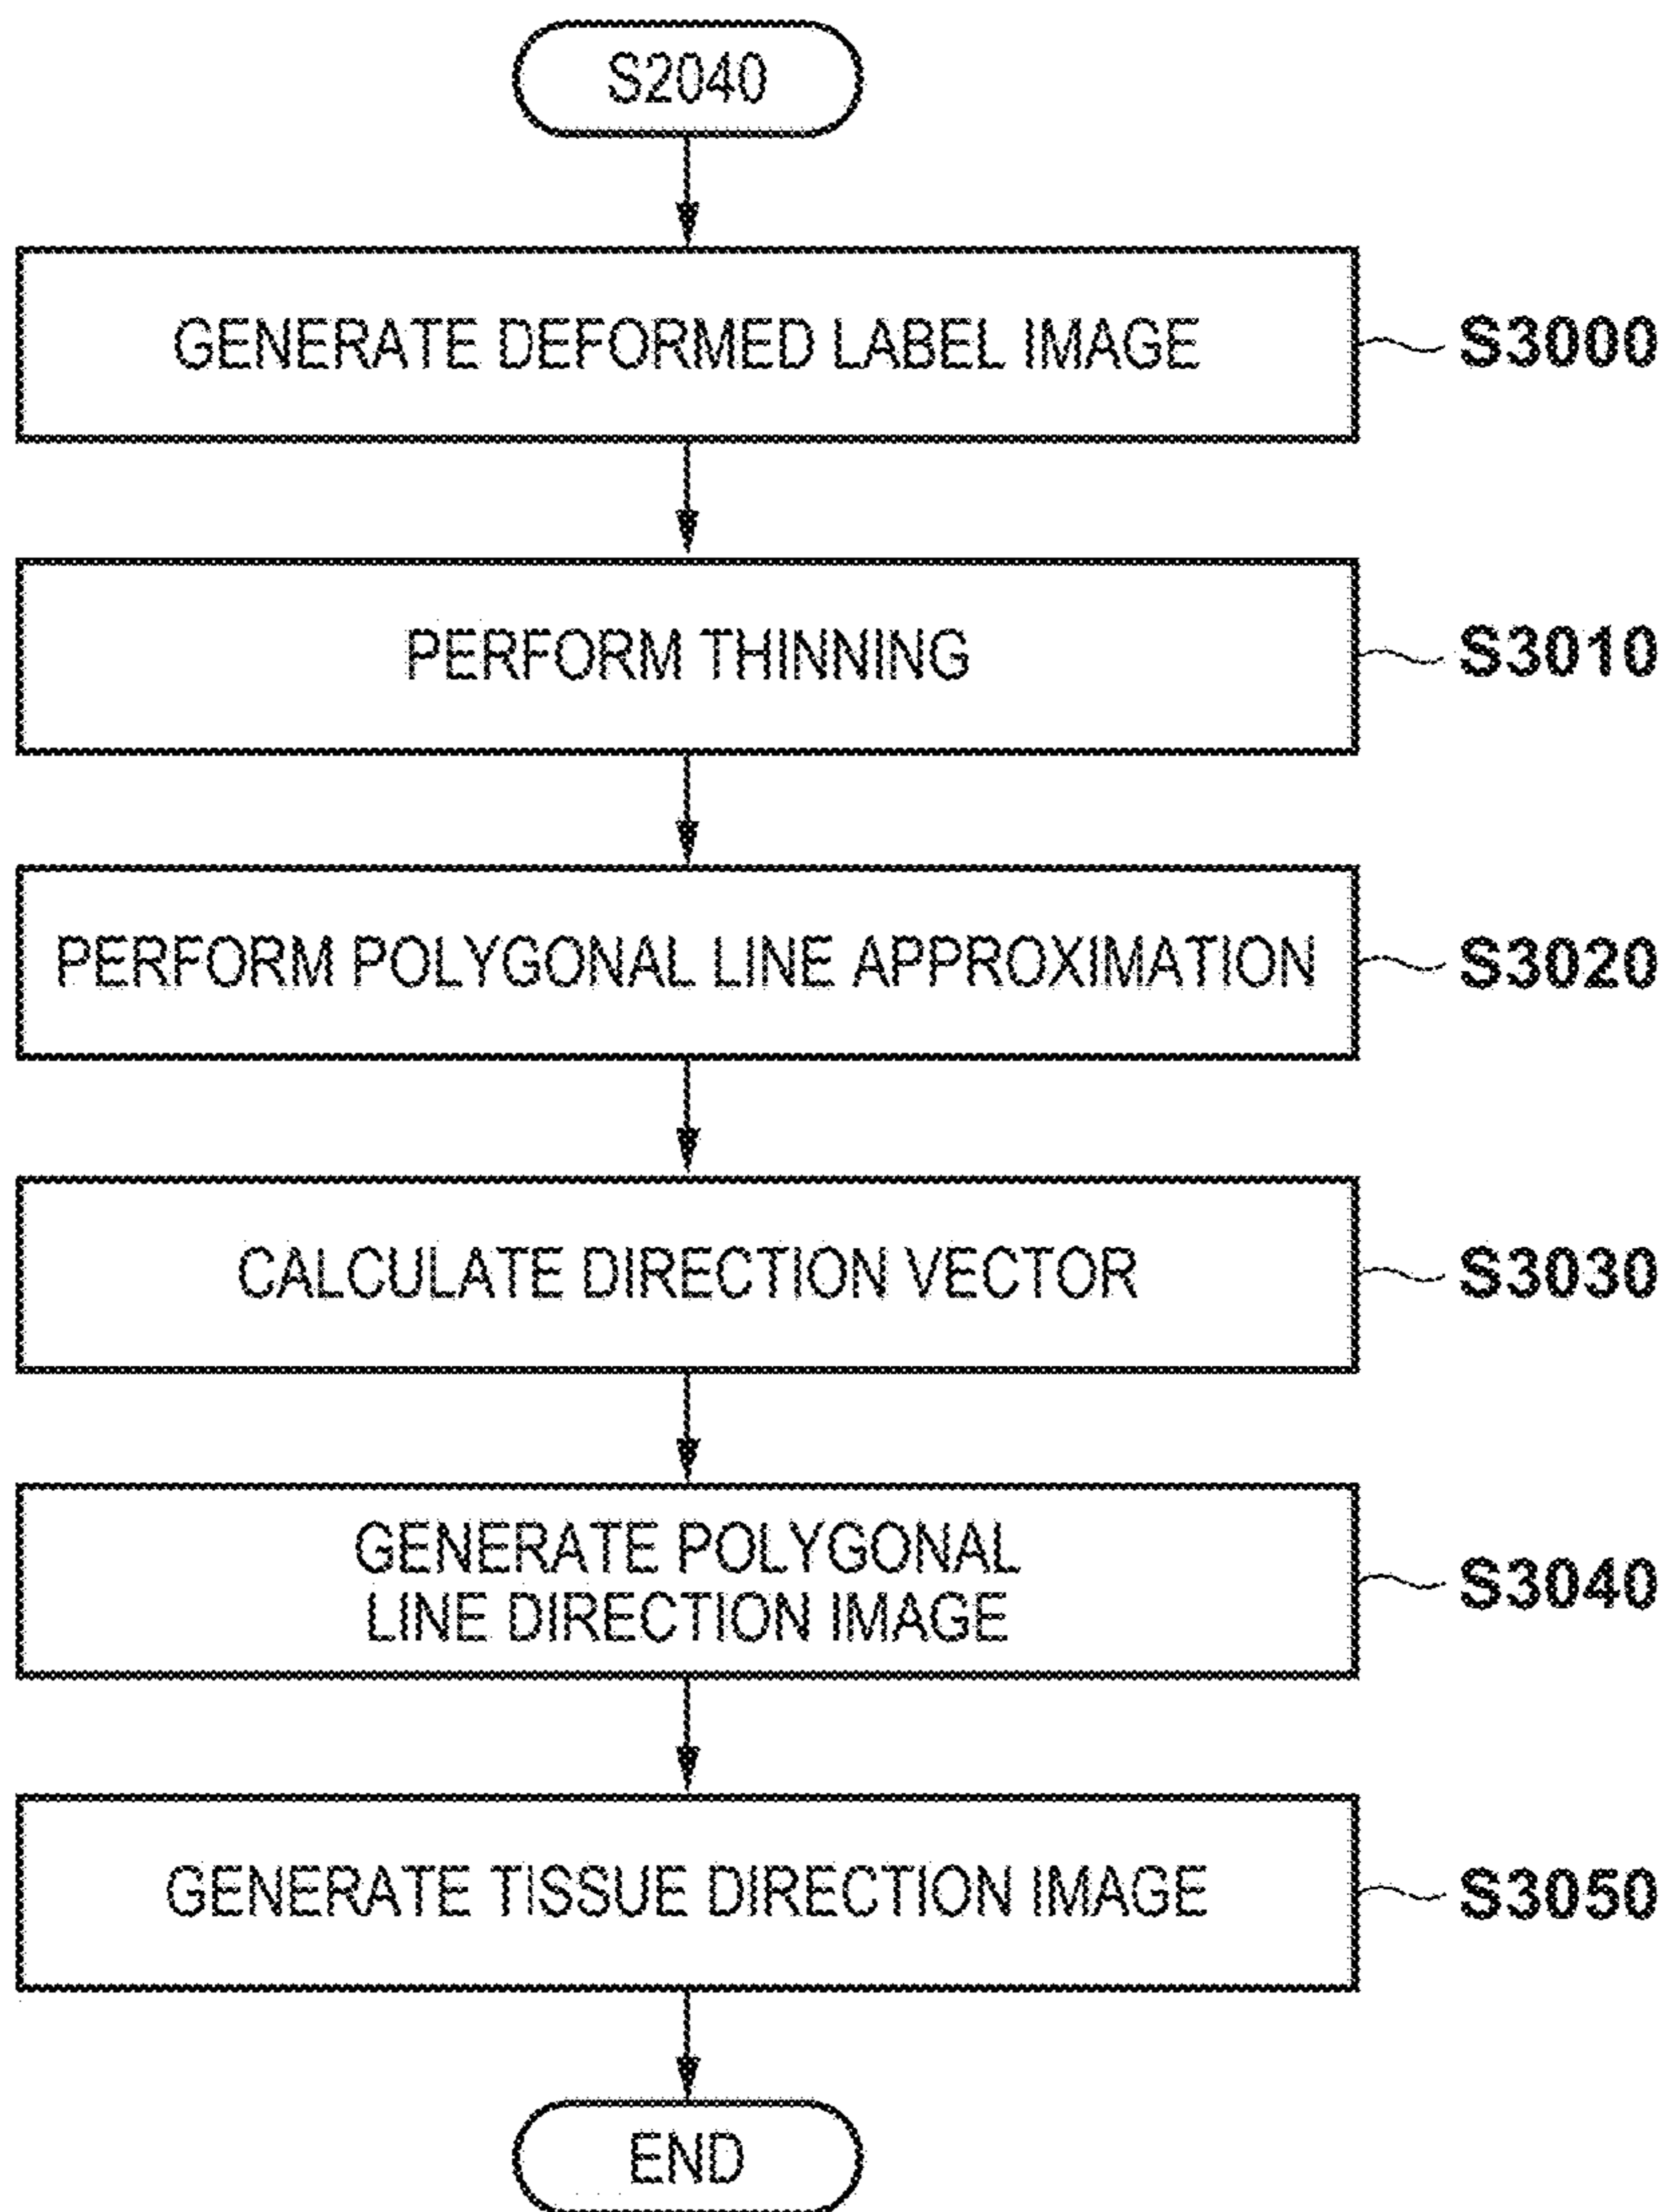 S2040
GENERATE DEFORMED LABEL IMAGE
S3000
PERFORM THINNING
S3010
PERFORM POLYGONAL LINE APPROXIMATION
S3020
CALCULATE DIRECTION VECTOR
S3030
GENERATE POLYGONAL
LINE DIRECTION IMAGE
S3040
GENERATE TISSUE DIRECTION IMAGE
S3050
END